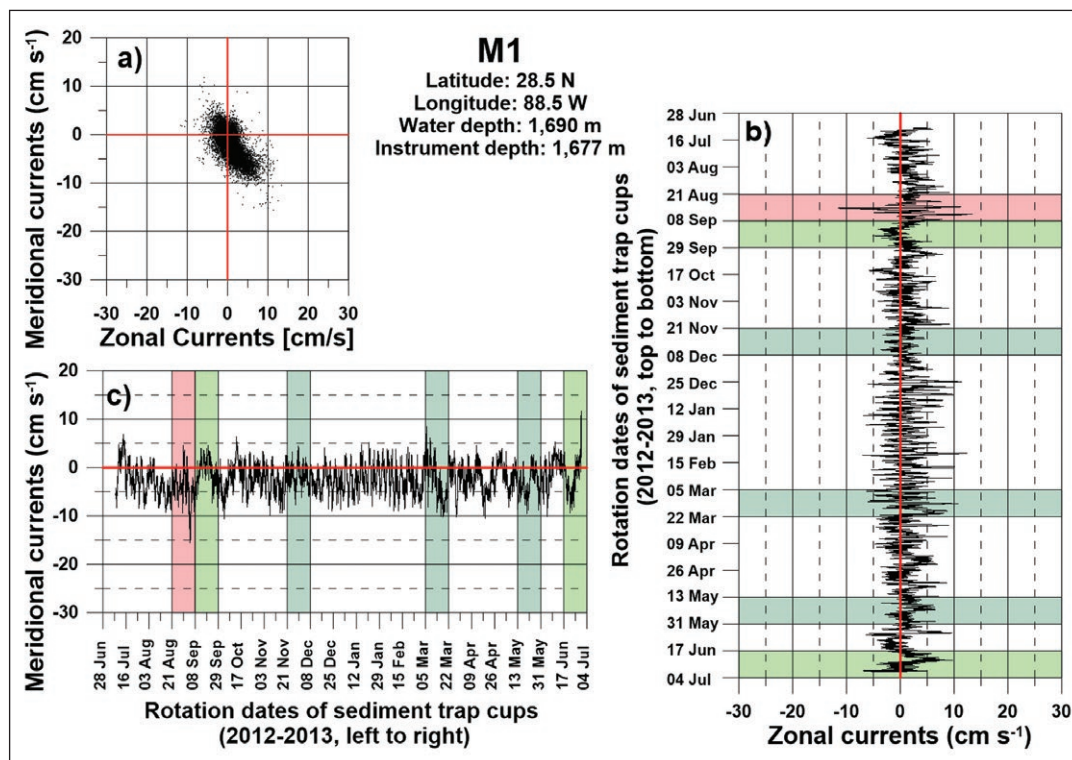 a)
20
10
0
-10
-20
-30
Meridional currents (cm s⁻¹)
-30 -20 -10 0 10 20 30
Zonal Currents [cm/s]
M1
Latitude: 28.5 N
Longitude: 88.5 W
Water depth: 1,690 m
Instrument depth: 1,677 m
b)
Rotation dates of sediment trap cups
(2012-2013, top to bottom)
28 Jun
16 Jul
03 Aug
21 Aug
08 Sep
29 Sep
17 Oct
03 Nov
21 Nov
08 Dec
25 Dec
12 Jan
29 Jan
15 Feb
05 Mar
22 Mar
09 Apr
26 Apr
13 May
31 May
17 Jun
04 Jul
-30 -20 -10 0 10 20 30
Zonal currents (cm s⁻¹)
c)
20
10
0
-10
-20
-30
Meridional currents (cm s⁻¹)
28 Jun
16 Jul
03 Aug
21 Aug
08 Sep
29 Sep
17 Oct
03 Nov
21 Nov
08 Dec
25 Dec
12 Jan
29 Jan
15 Feb
05 Mar
22 Mar
09 Apr
26 Apr
13 May
31 May
17 Jun
04 Jul
Rotation dates of sediment trap cups
(2012-2013, left to right)